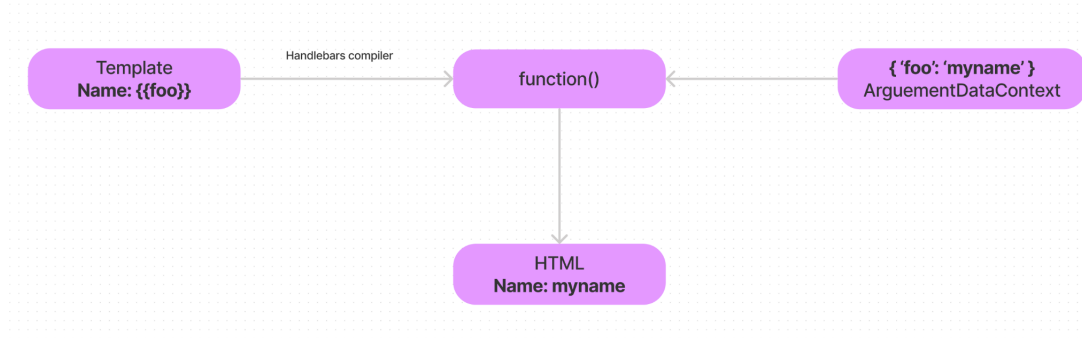 Template
Name: {{foo}}
Handlebars compiler
function()
{ ‘foo’: ‘myname’ }
ArguementDataContext
HTML
Name: myname